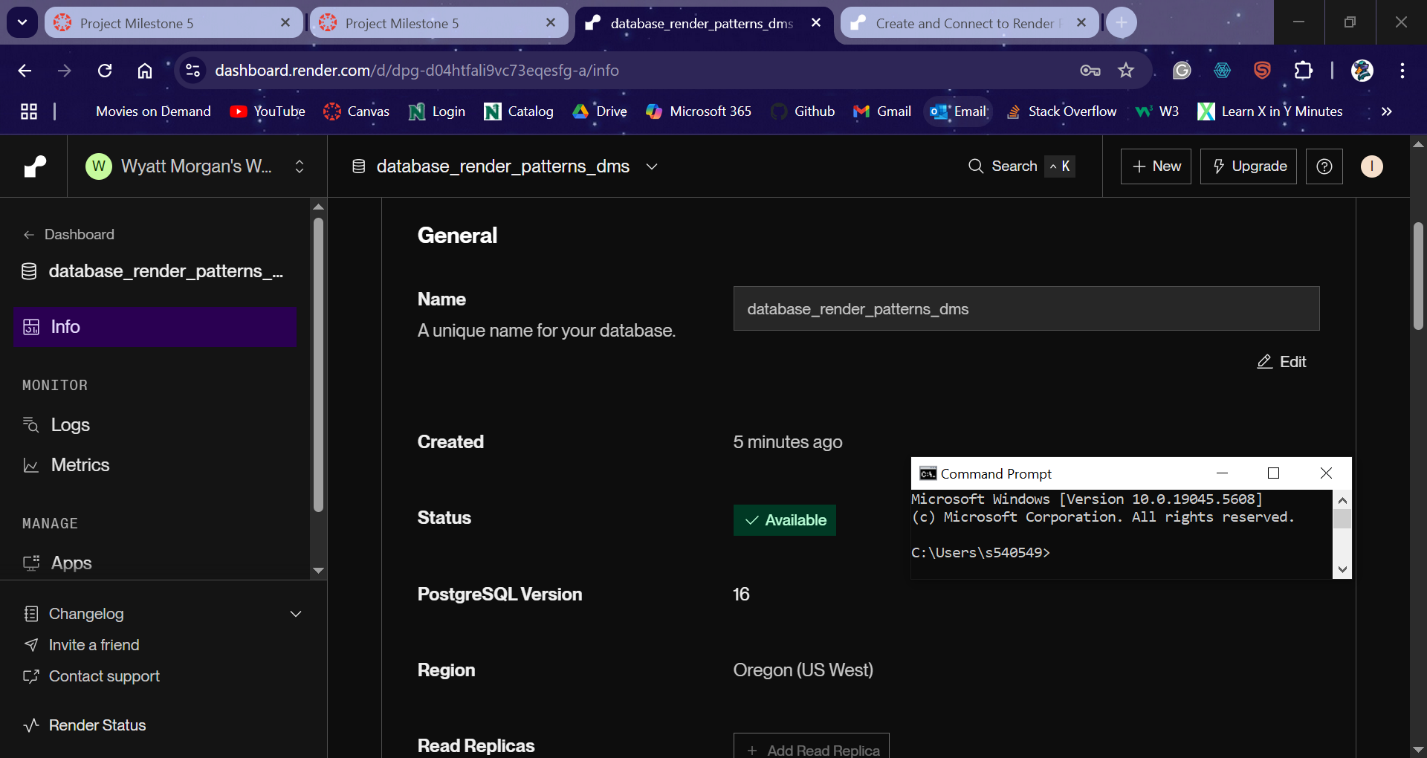 Project Milestone 5
Project Milestone 5
database_render_patterns_dms
Create and Connect to Render
dashboard.render.com/d/dpg-d04htfali9vc73eqesfg-a/info
Movies on Demand YouTube Canvas Login Catalog Drive Microsoft 365 Github Gmail Email Stack Overflow W3 Learn X in Y Minutes »
W Wyatt Morgan's W...
database_render_patterns_dms
Search ^ K
+ New
Upgrade
I
← Dashboard
database_render_patterns_...
Info
MONITOR
Logs
Metrics
MANAGE
Apps
Changelog
Invite a friend
Contact support
Render Status
General
Name
A unique name for your database.
database_render_patterns_dms
Edit
Created
5 minutes ago
Status
Available
PostgreSQL Version
16
Region
Oregon (US West)
Read Replicas
+ Add Read Replica
Command Prompt
Microsoft Windows [Version 10.0.19045.5608]
(c) Microsoft Corporation. All rights reserved.
C:\Users\s540549>